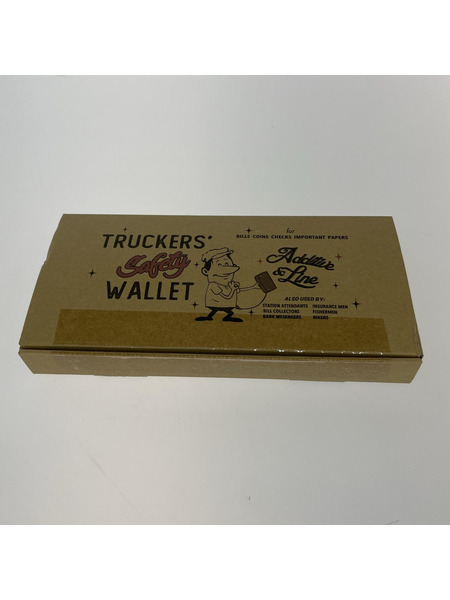 TRUCKERS'
Safety
WALLET
for
BILLS COINS CHECKS IMPORTANT PAPERS
Additive
& Line
ALSO USED BY:
STATION ATTENDANTS INSURANCE MEN
BILL COLLECTORS FISHERMEN
BANK MESSENGERS BIKERS